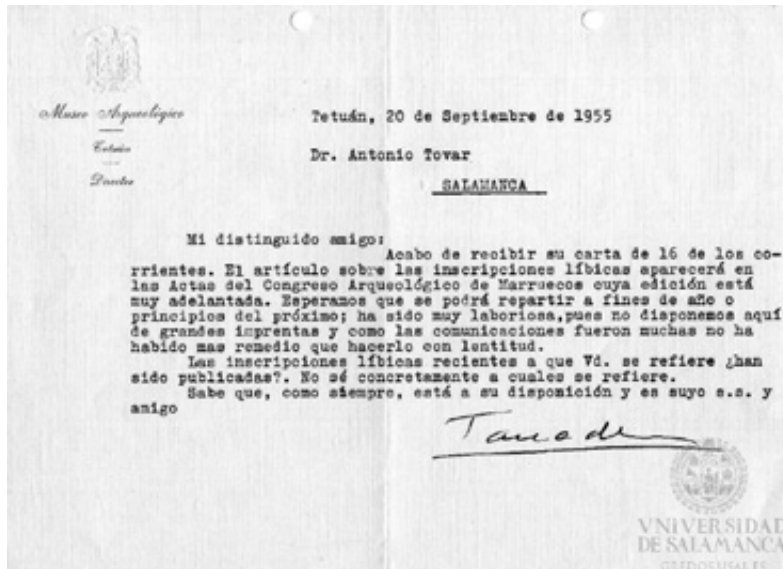 Museo Arqueológico
Tetuán
Director
Tetuán, 20 de Septiembre de 1955
Dr. Antonio Tovar
SALAMANCA
Mi distinguido amigo:
Acabo de recibir su carta de 16 de los co-
rrientes. El artículo sobre las inscripciones líbicas aparecerá en
las Actas del Congreso Arqueológico de Marruecos cuya edición está
muy adelantada. Esperamos que se podrá repartir a fines de año o
principios del próximo; ha sido muy laboriosa,pues no disponemos aquí
de grandes imprentas y como las comunicaciones fueron muchas no ha
habido mas remedio que hacerlo con lentitud.
Las inscripciones líbicas recientes a que Vd. se refiere ¿han
sido publicadas?. No sé concretamente a cuales se refiere.
Sabe que, como siempre, está a su disposición y es suyo s.s. y
amigo
VNIVERSIDAD
DE SALAMANCA
GREDOS.USAL.ES